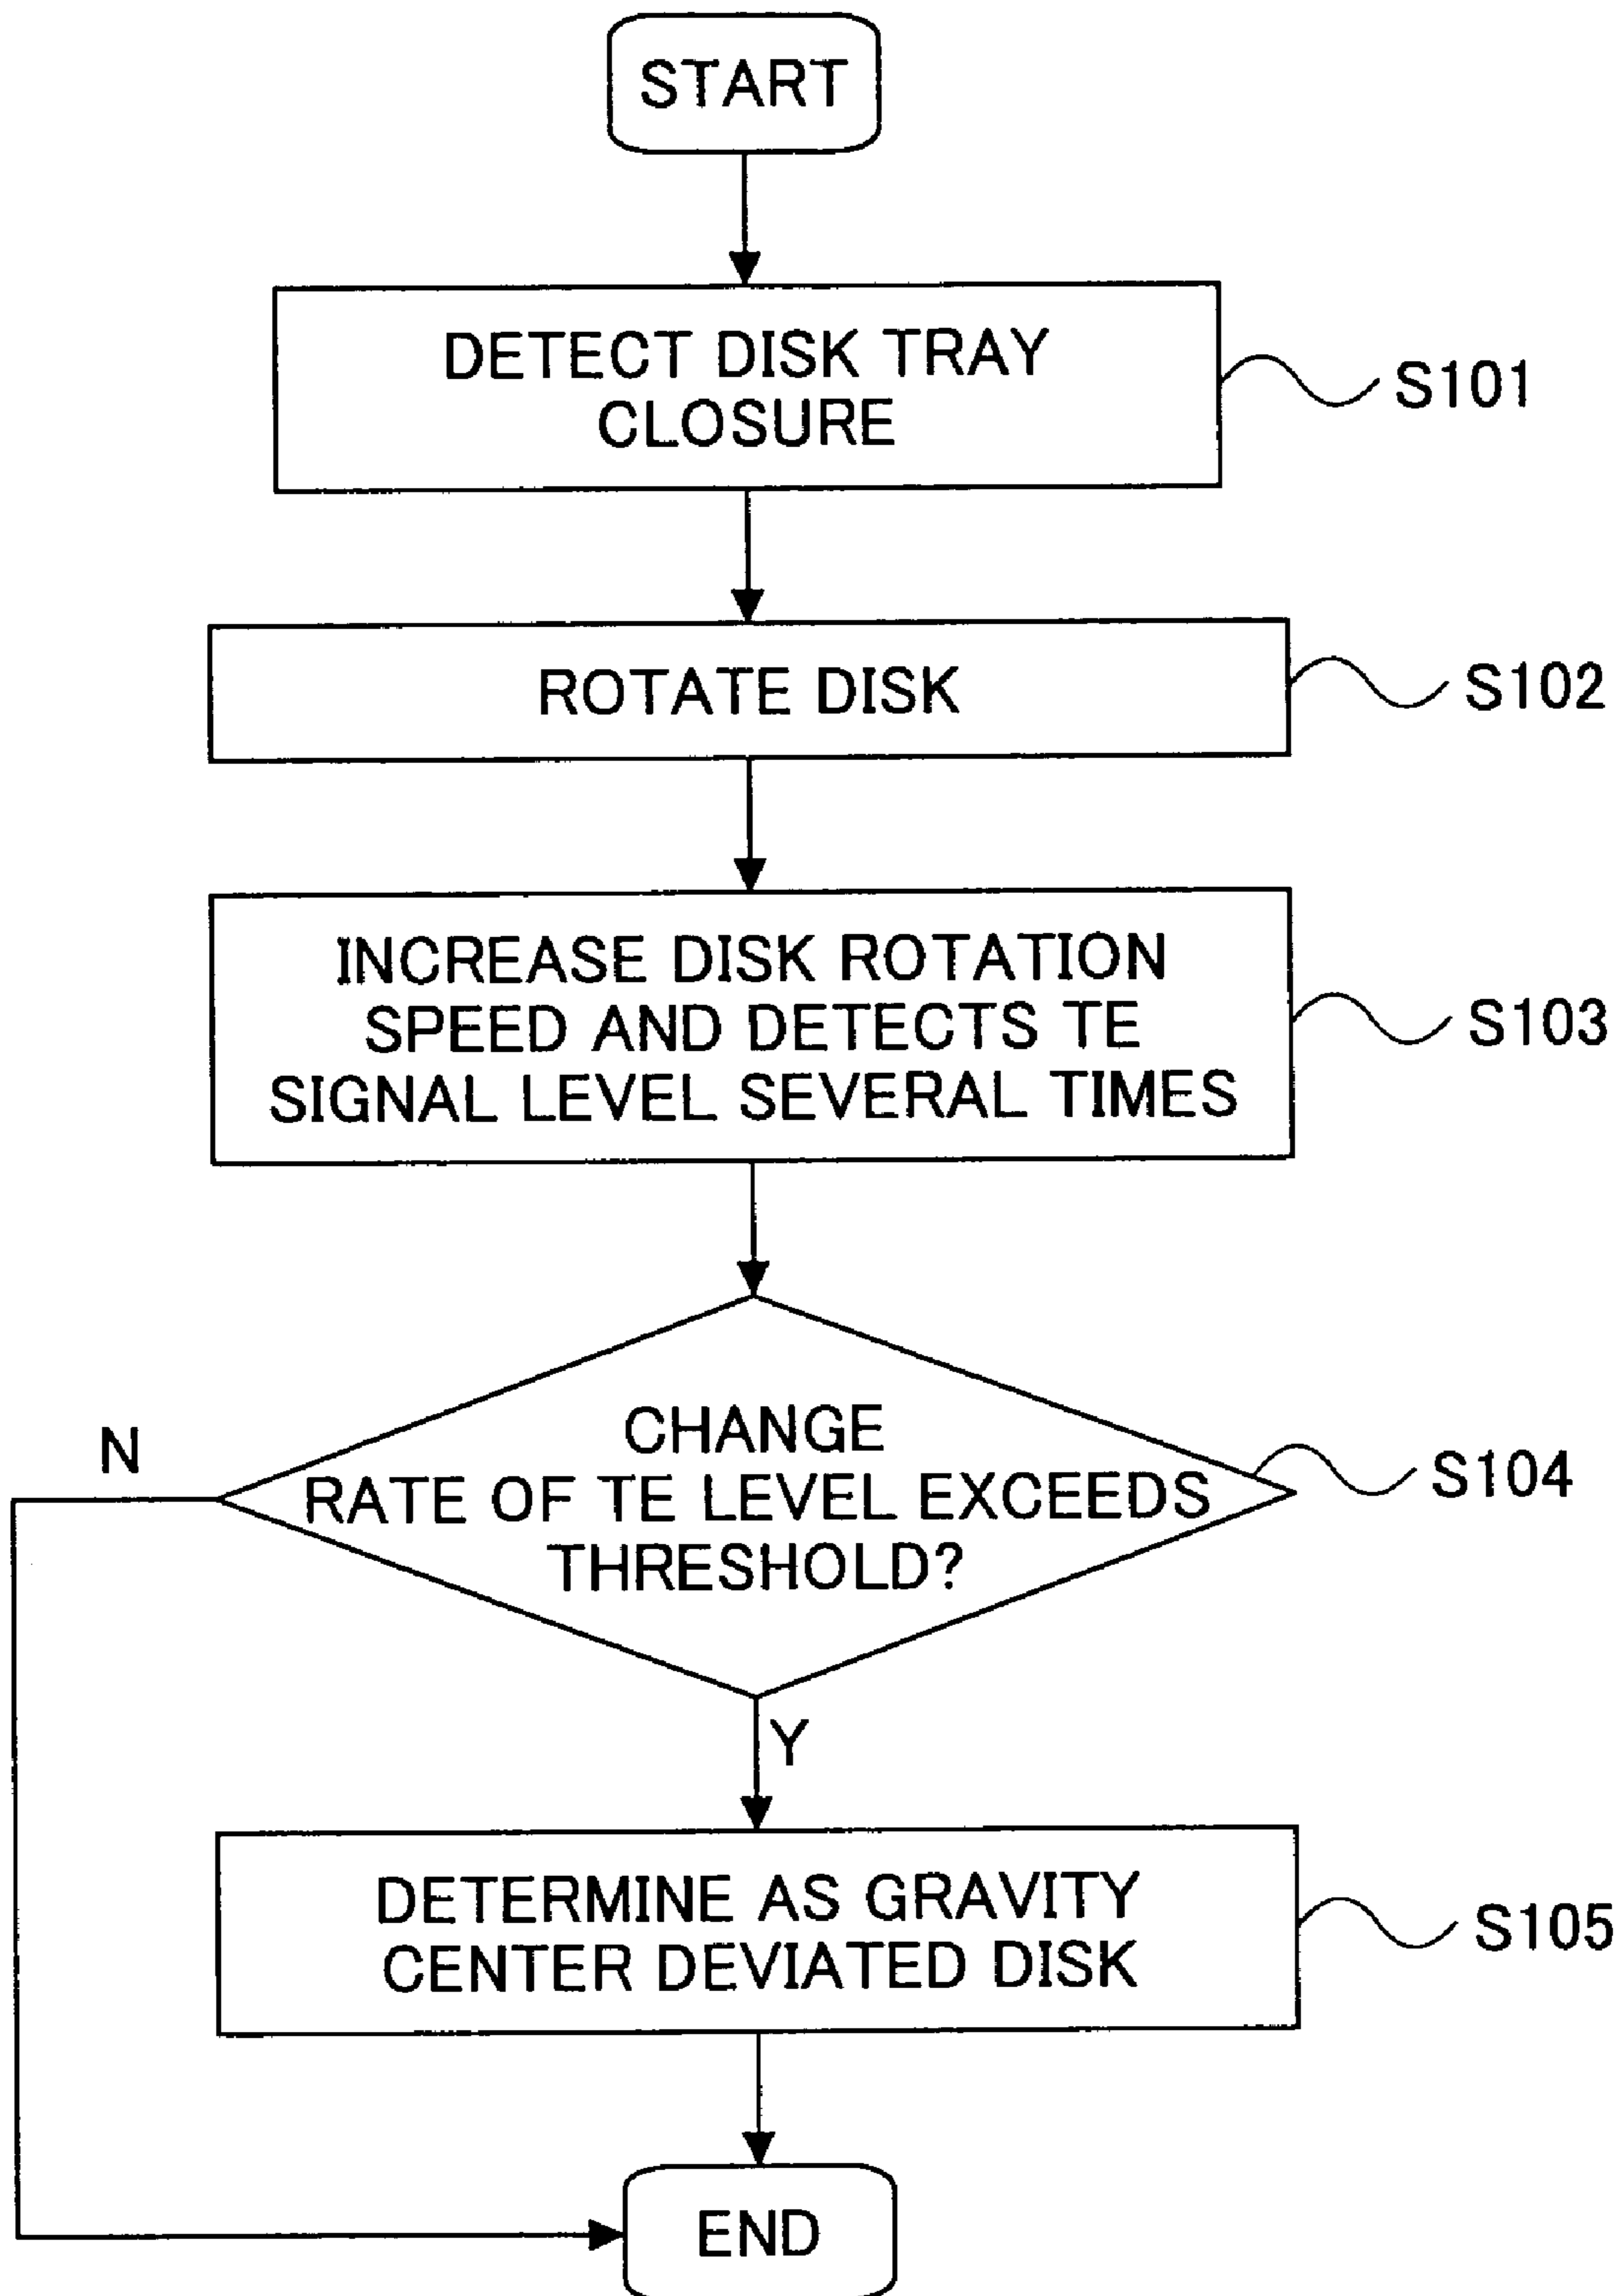 START
DETECT DISK TRAY
CLOSURE
S101
ROTATE DISK
S102
INCREASE DISK ROTATION
SPEED AND DETECTS TE
SIGNAL LEVEL SEVERAL TIMES
S103
CHANGE
RATE OF TE LEVEL EXCEEDS
THRESHOLD?
S104
N
Y
DETERMINE AS GRAVITY
CENTER DEVIATED DISK
S105
END